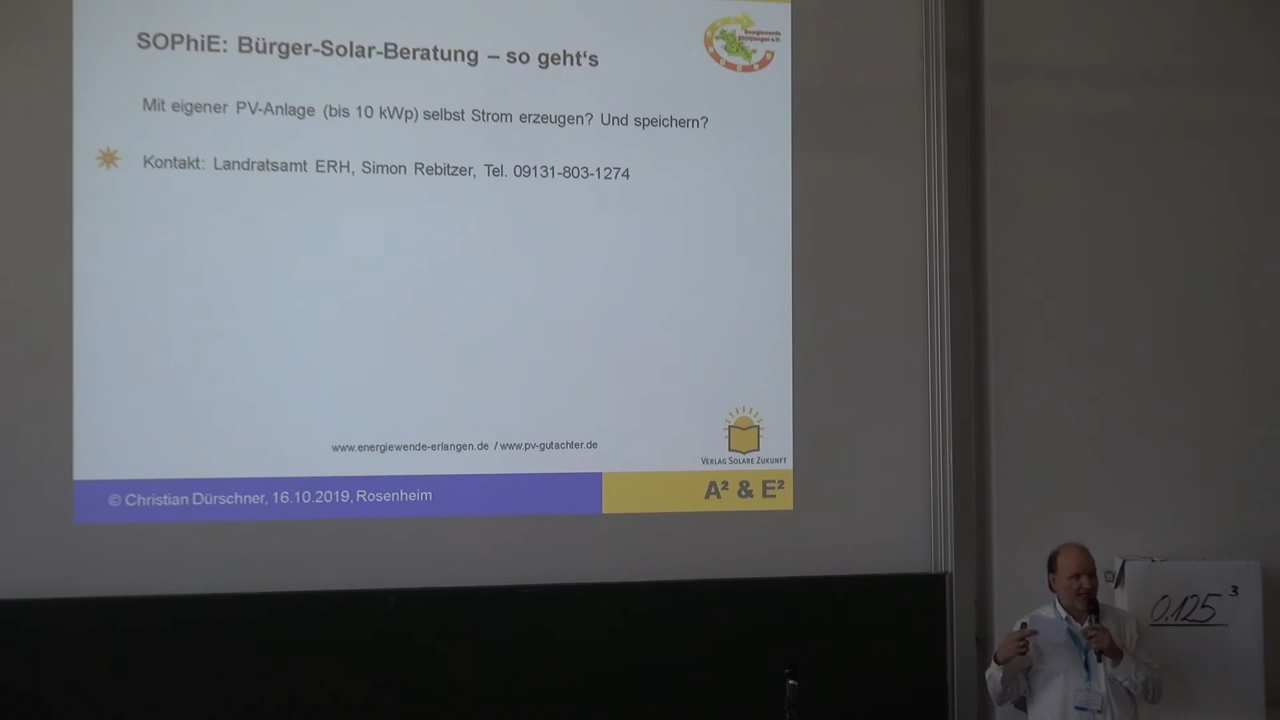 SOPhiE: Bürger-Solar-Beratung – so geht's
Energiewende
Mit eigener PV-Anlage (bis 10 kWp) selbst Strom erzeugen? Und speichern?
Kontakt: Landratsamt ERH, Simon Rebitzer, Tel. 09131-803-1274
www.energiewende-erlangen.de / www.pv-gutachter.de
VERLAG SOLARE ZUKUNFT
© Christian Dürschner, 16.10.2019, Rosenheim
A² & E²
0.125³